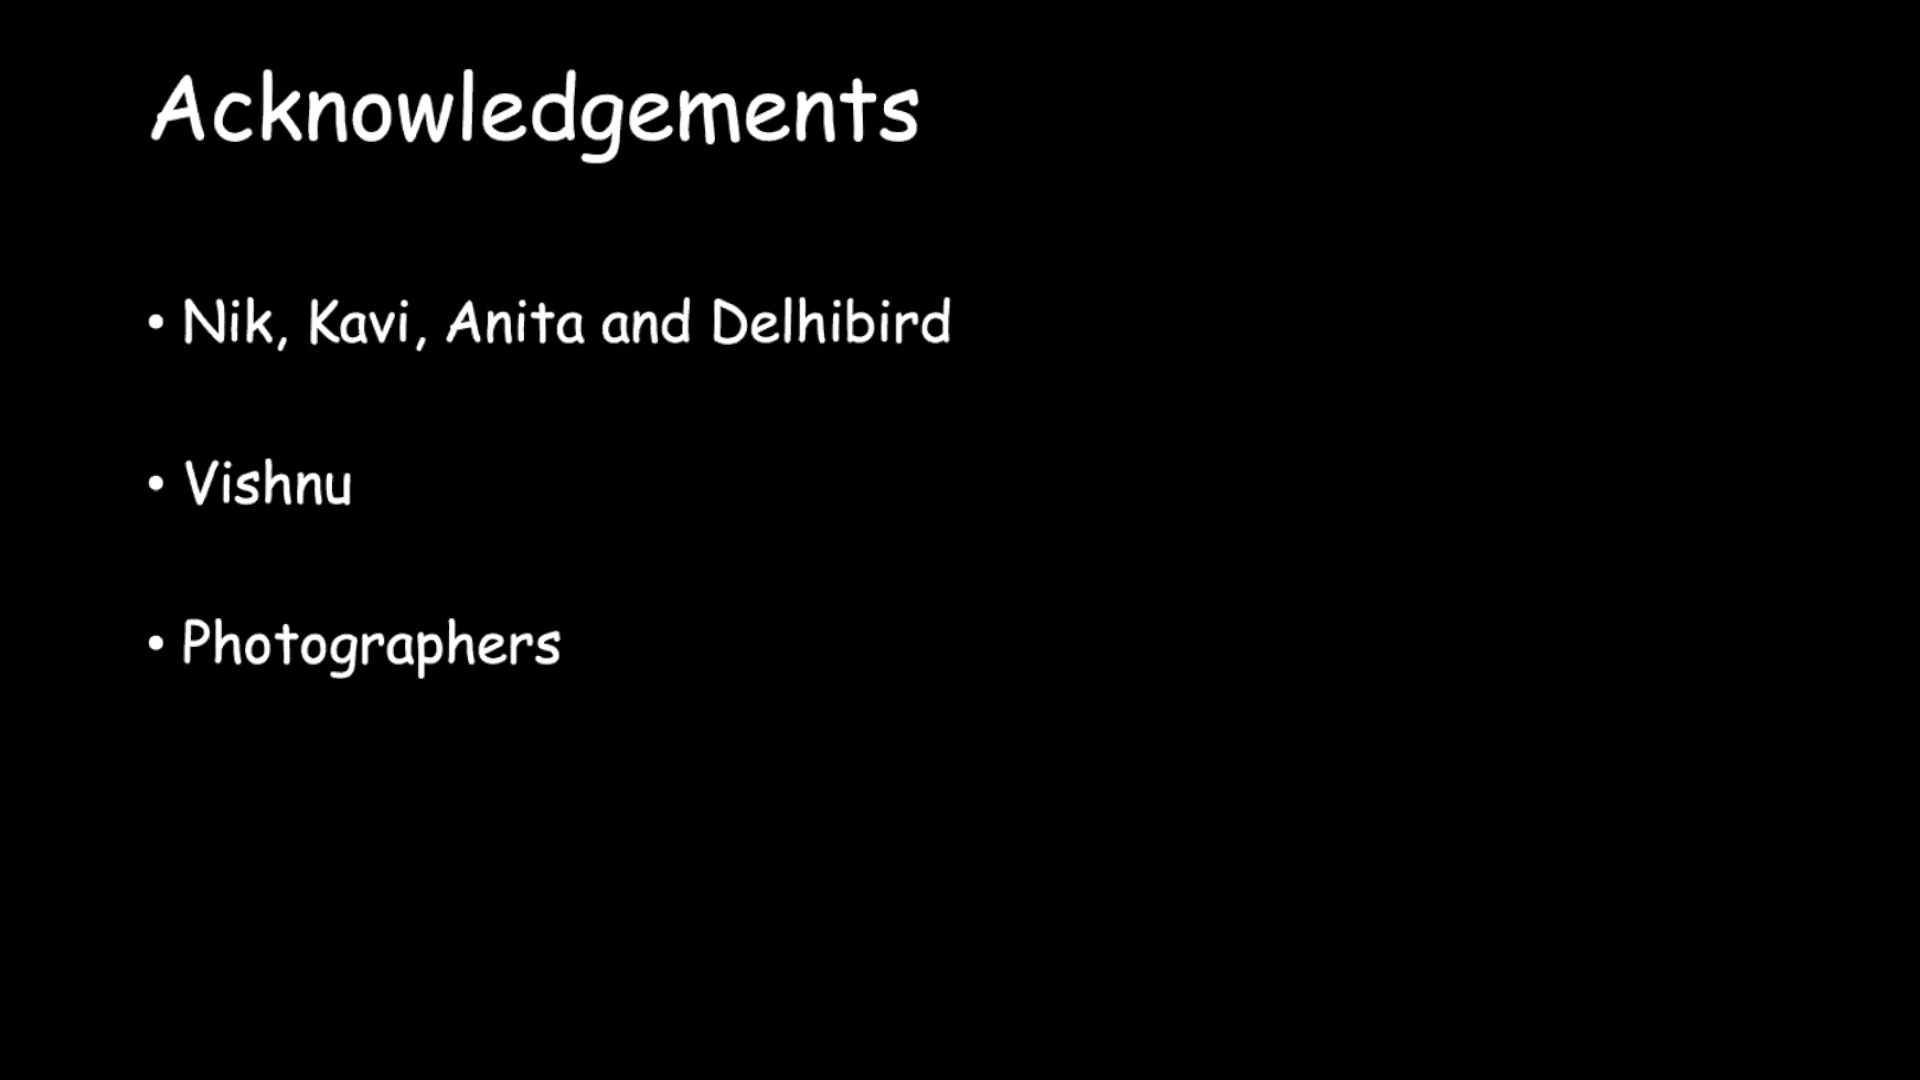 Acknowledgements
• Nik, Kavi, Anita and Delhibird
• Vishnu
• Photographers